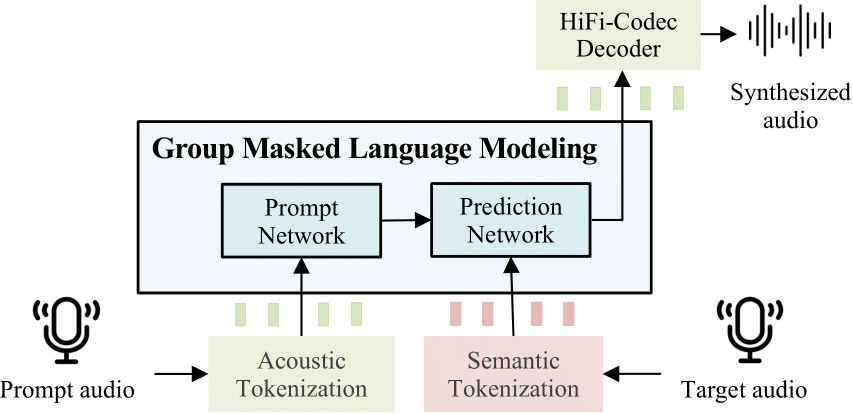 HiFi-Codec
Decoder
Synthesized
audio
Group Masked Language Modeling
Prompt
Network
Prediction
Network
Acoustic
Tokenization
Semantic
Tokenization
Prompt audio
Target audio